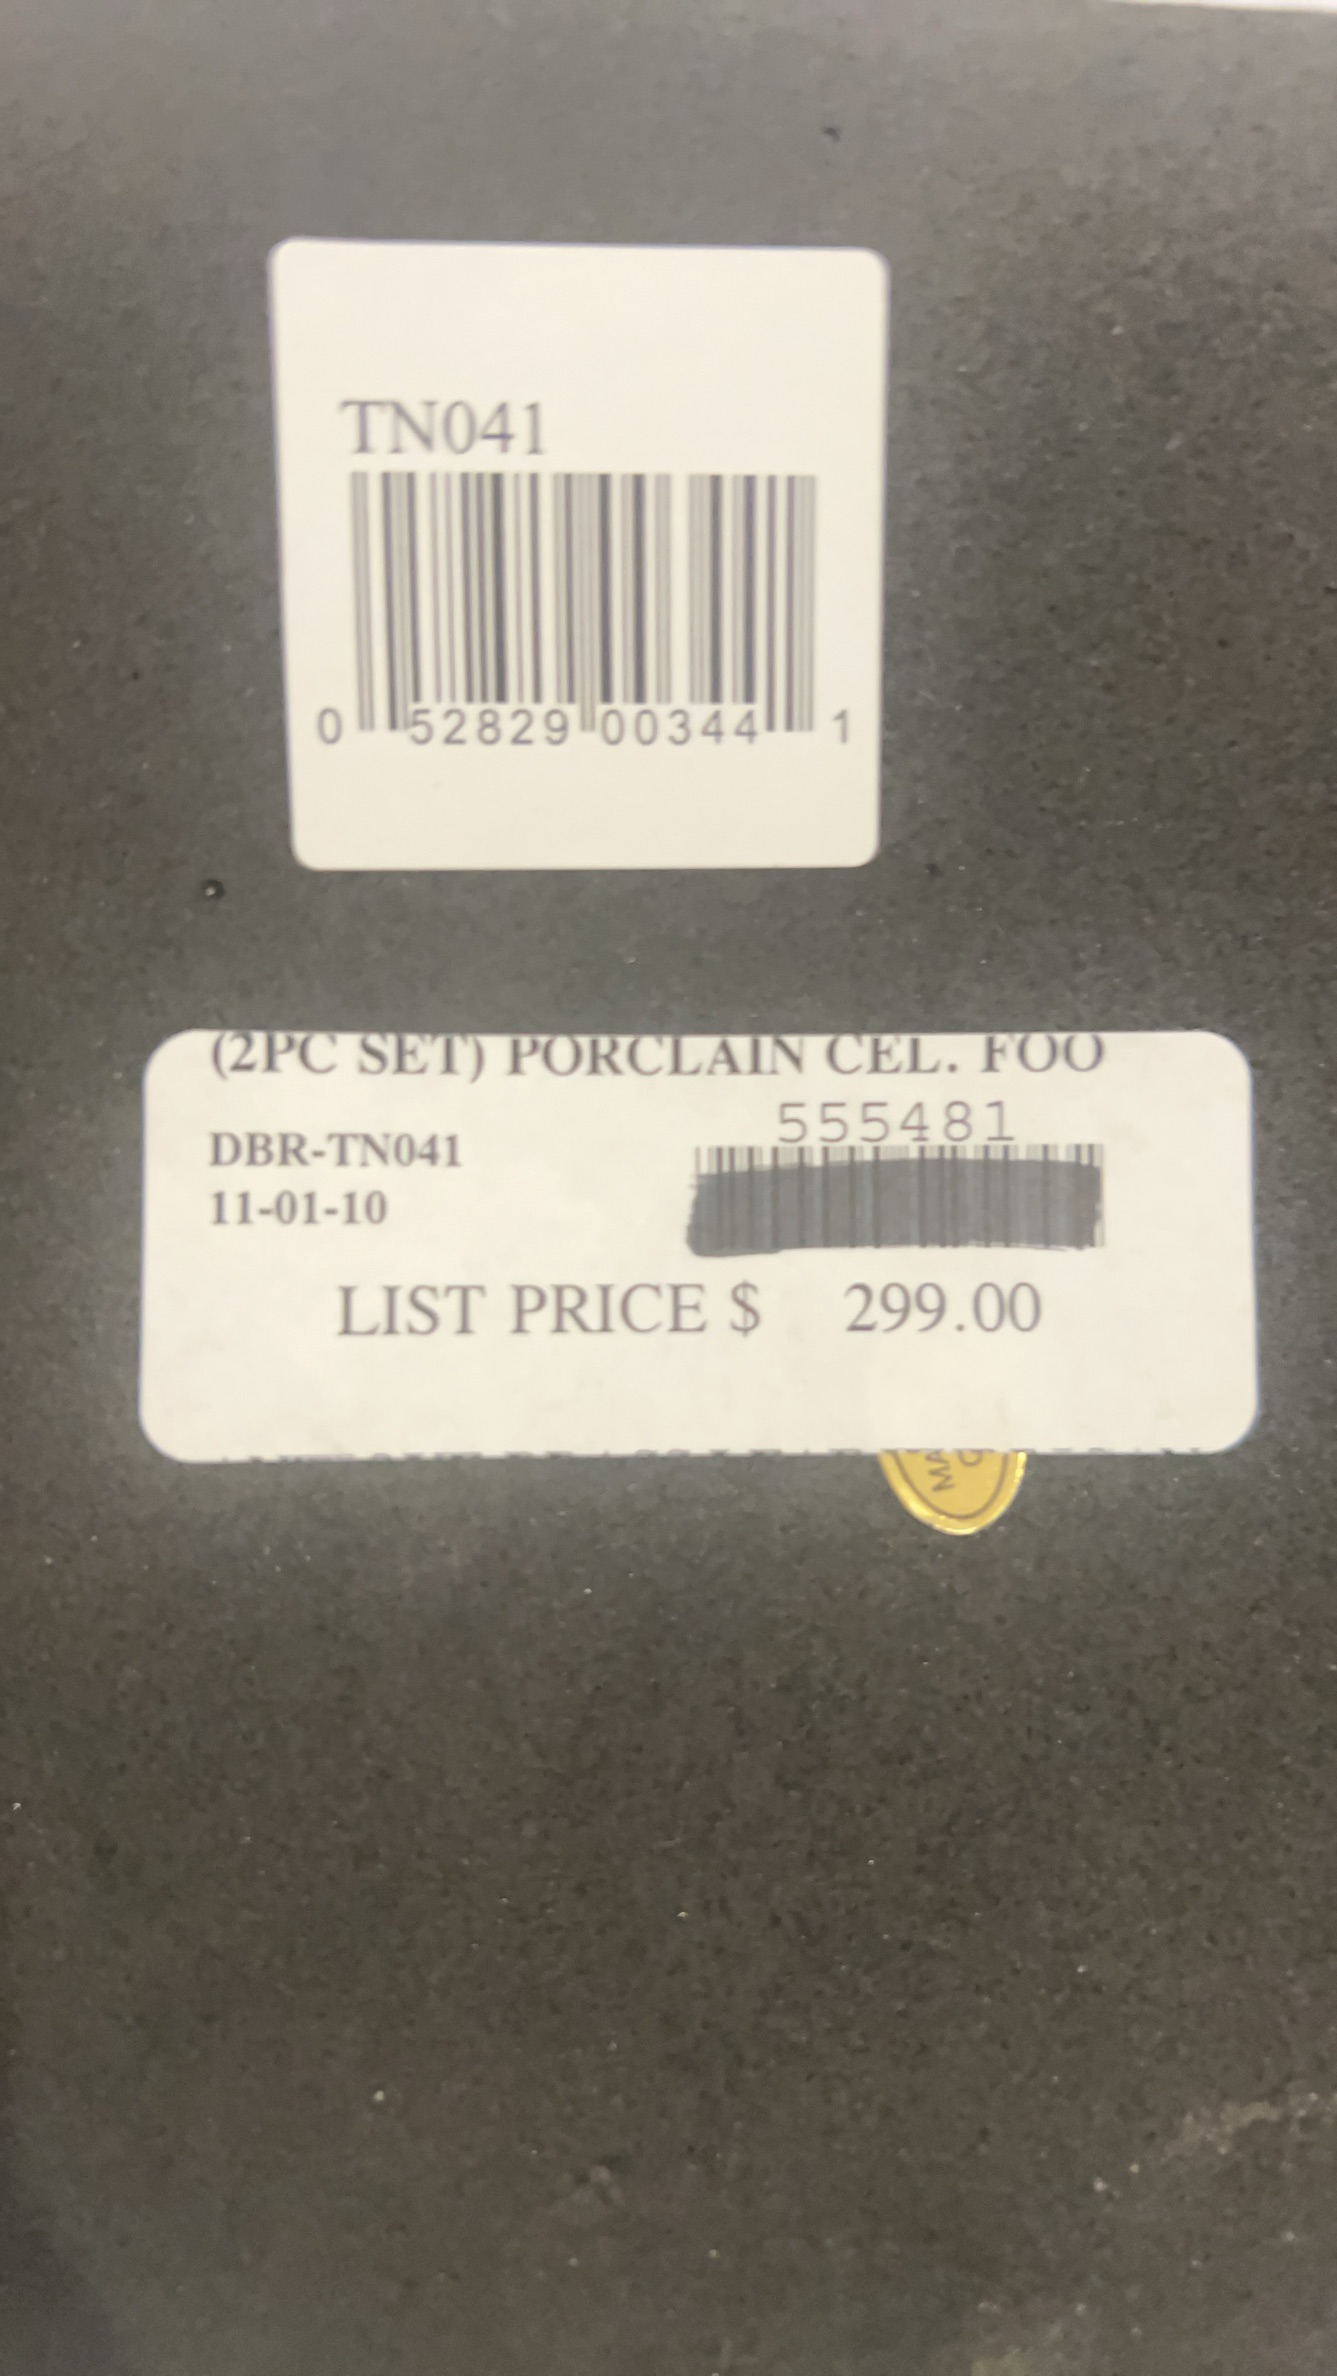 TN041
0 52829 00344 1
(2PC SET) PORCLAIN CEL. FOO
555481
DBR-TN041
11-01-10
LIST PRICE $ 299.00
MA